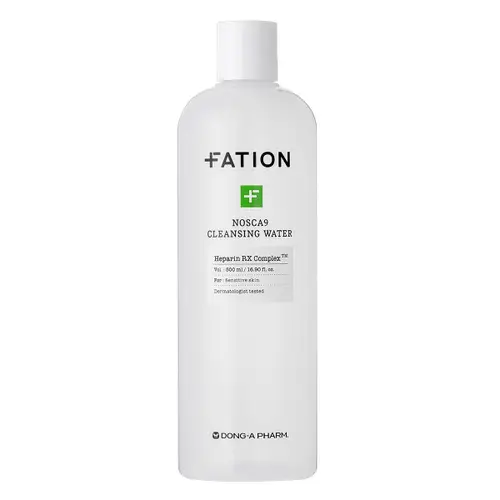 FATION
NOSCA9
CLEANSING WATER
Heparin RX Complex™
Vol : 500 ml / 16.90 fl. oz.
For : Sensitive skin
Dermatologist tested
DONG-A PHARM.